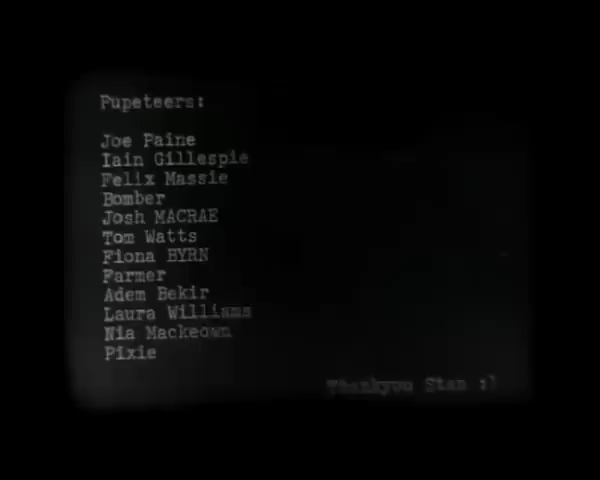 Pupeteers:
Joe Paine
Iain Gillespie
Felix Massie
Bomber
Josh MACRAE
Tom Watts
Fiona BYRN
Farmer
Adem Bekir
Laura Williams
Nia Mackeown
Pixie
Thankyou Stan :)